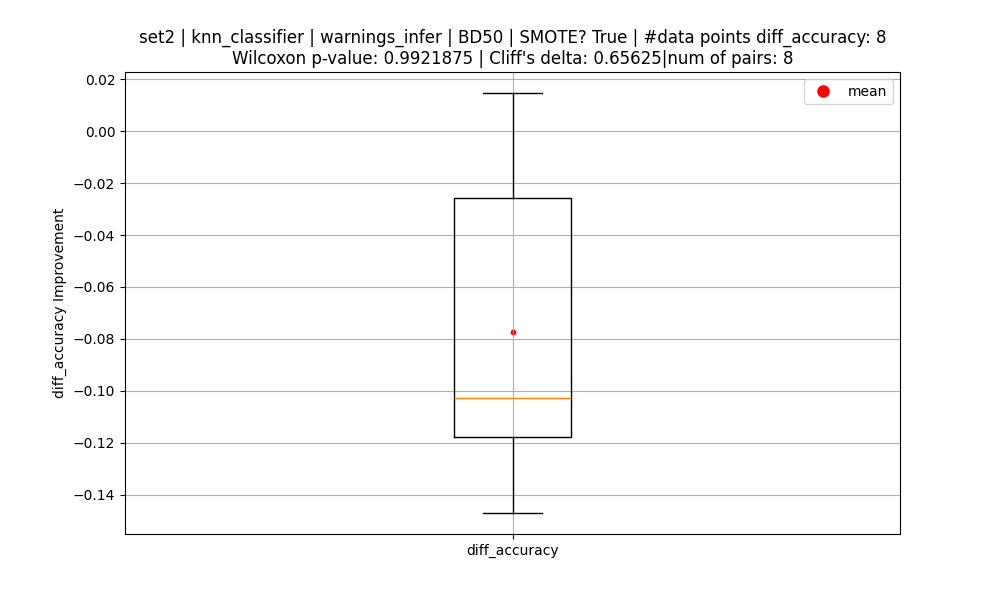 set2 | knn_classifier | warnings_infer | BD50 | SMOTE? True | #data points diff_accuracy: 8
Wilcoxon p-value: 0.9921875 | Cliff's delta: 0.65625|num of pairs: 8
mean
0.02
0.00
−0.02
−0.04
−0.06
−0.08
−0.10
−0.12
−0.14
diff_accuracy Improvement
diff_accuracy